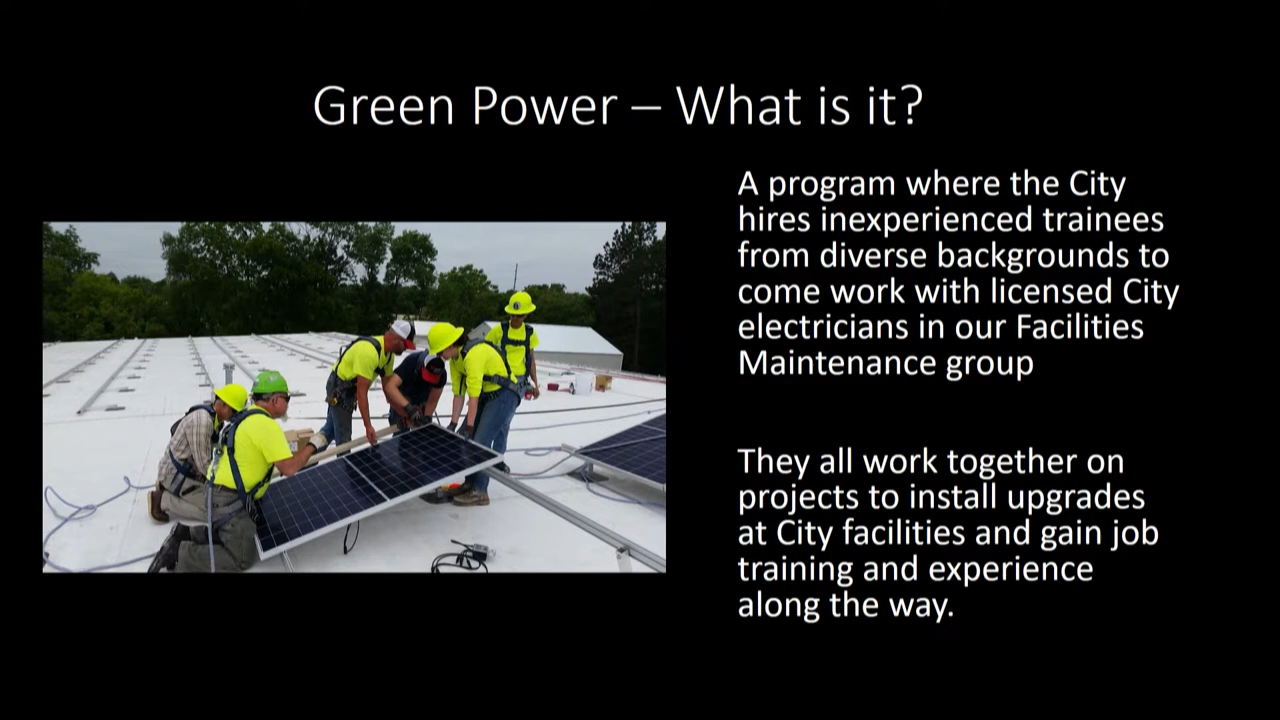 Green Power – What is it?
A program where the City
hires inexperienced trainees
from diverse backgrounds to
come work with licensed City
electricians in our Facilities
Maintenance group
They all work together on
projects to install upgrades
at City facilities and gain job
training and experience
along the way.